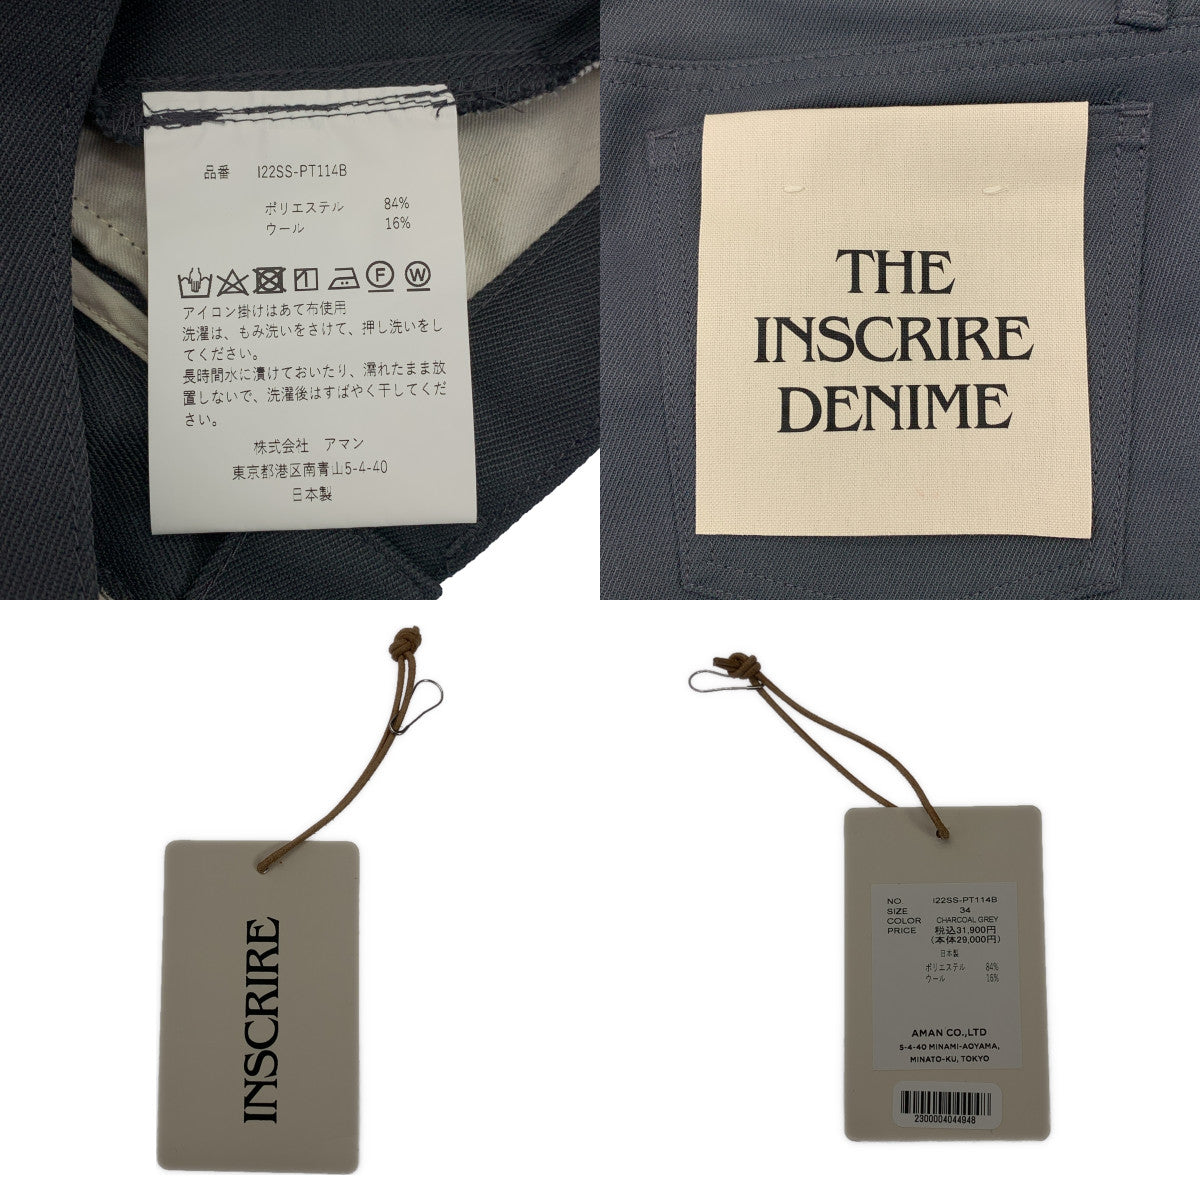 品番 I22SS-PT114B
ポリエステル 84%
ウール 16%
F W
アイコン掛けはあて布使用
洗濯は、もみ洗いをさけて、押し洗いをし
てください。
長時間水に漬けておいたり、濡れたまま放
置しないで、洗濯後はすばやく干してくだ
さい。
株式会社 アマン
東京都港区南青山5-4-40
日本製
THE
INSCRIRE
DENIME
INSCRIRE
NO I22SS-PT114B
SIZE 34
COLOR CHARCOAL GREY
PRICE 税込31,900円
(本体29,000円)
日本製
ポリエステル 84%
ウール 16%
AMAN CO.,LTD
5-4-40 MINAMI-AOYAMA,
MINATO-KU, TOKYO
2300004044948